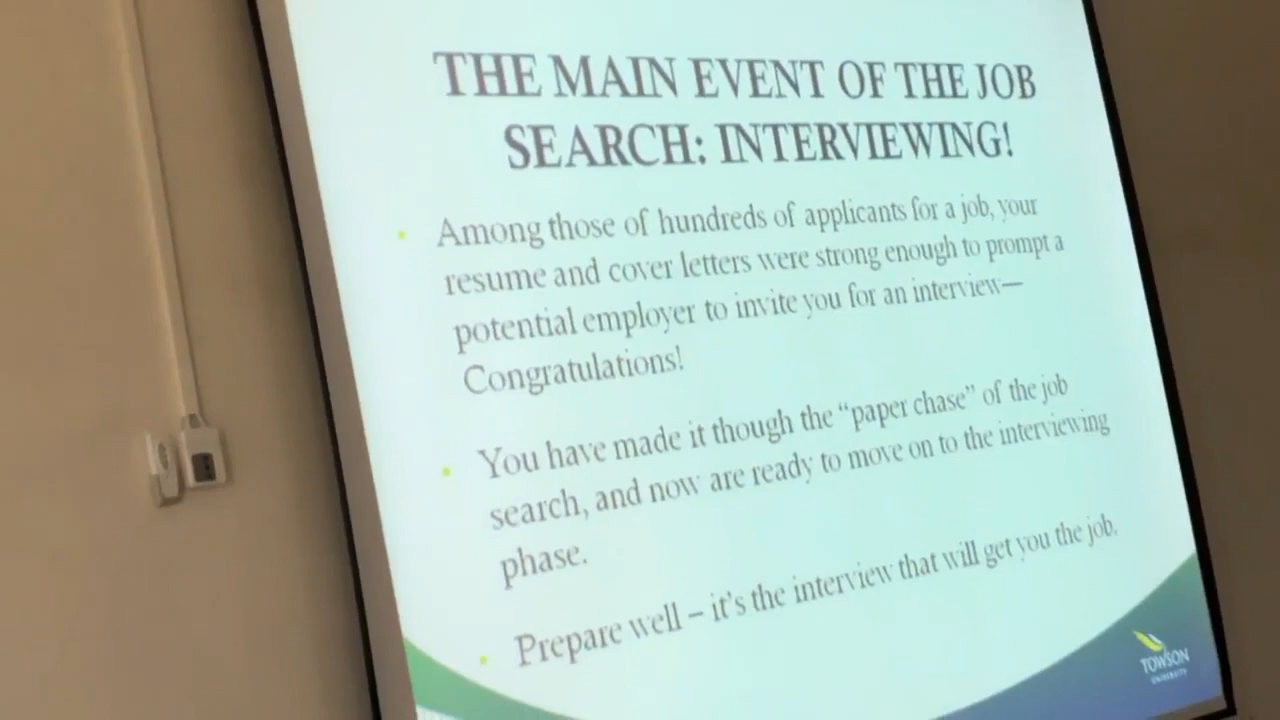 THE MAIN EVENT OF THE JOB
SEARCH: INTERVIEWING!
Among those of hundreds of applicants for a job, your
resume and cover letters were strong enough to prompt a
potential employer to invite you for an interview—
Congratulations!
You have made it though the “paper chase” of the job
search, and now are ready to move on to the interviewing
phase.
Prepare well – it’s the interview that will get you the job.
TOWSON
UNIVERSITY